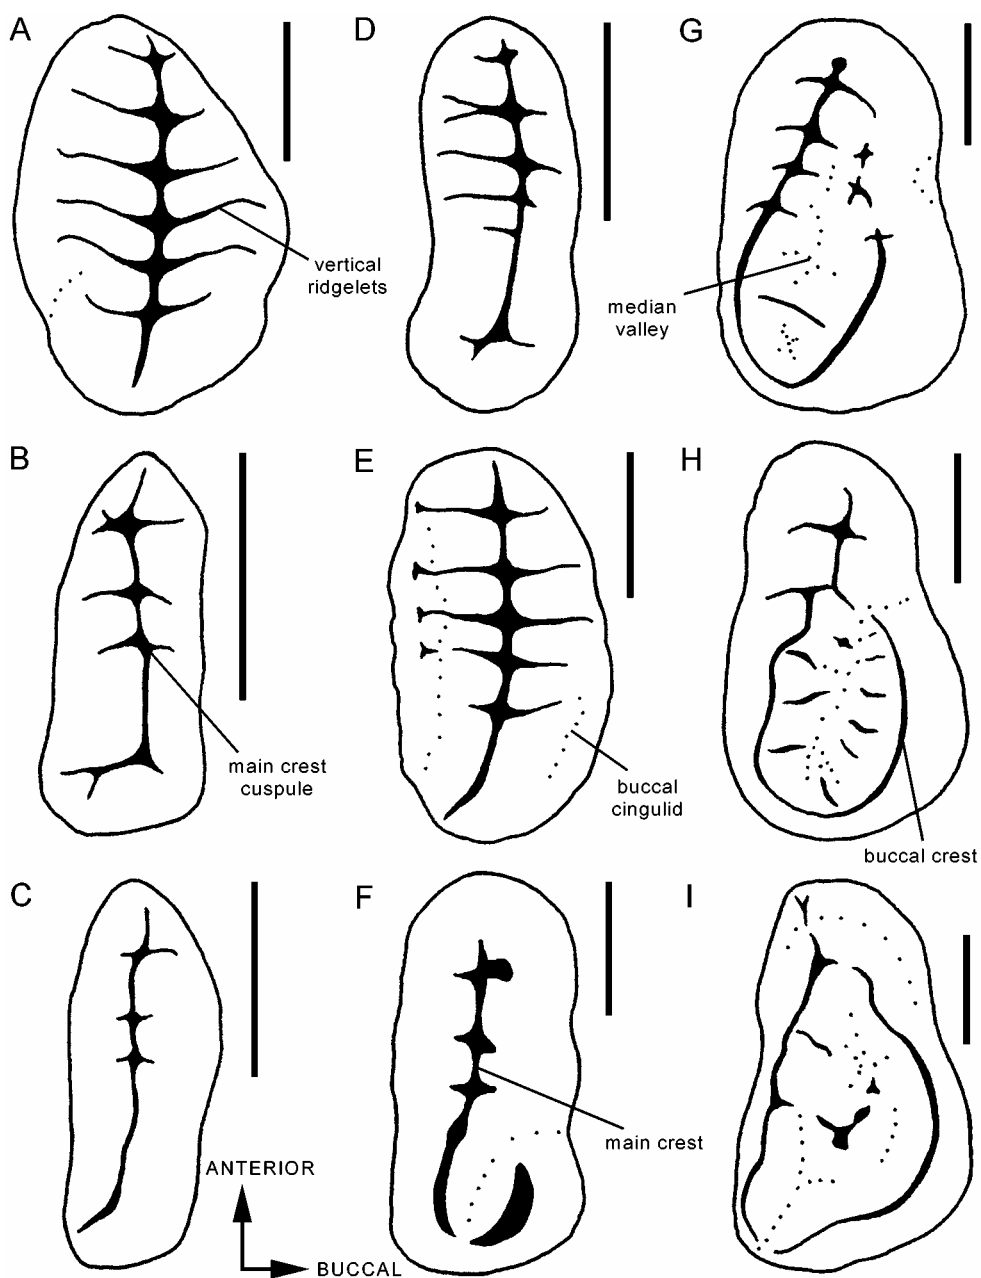 A
D
G
vertical
ridgelets
median
valley
B
E
H
main crest
cuspule
buccal
cingulid
buccal crest
C
F
I
main crest
ANTERIOR
BUCCAL